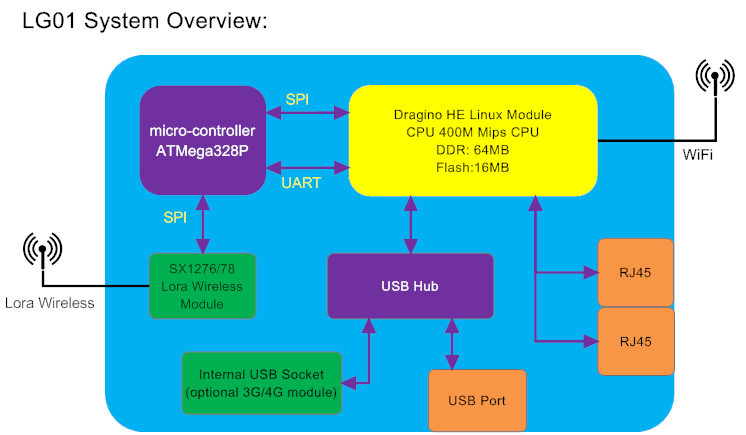 LG01 System Overview:
micro-controller
ATMega328P
SPI
UART
Dragino HE Linux Module
CPU 400M Mips CPU
DDR: 64MB
Flash:16MB
WiFi
SPI
SX1276/78
Lora Wireless
Module
Lora Wireless
USB Hub
RJ45
RJ45
Internal USB Socket
(optional 3G/4G module)
USB Port